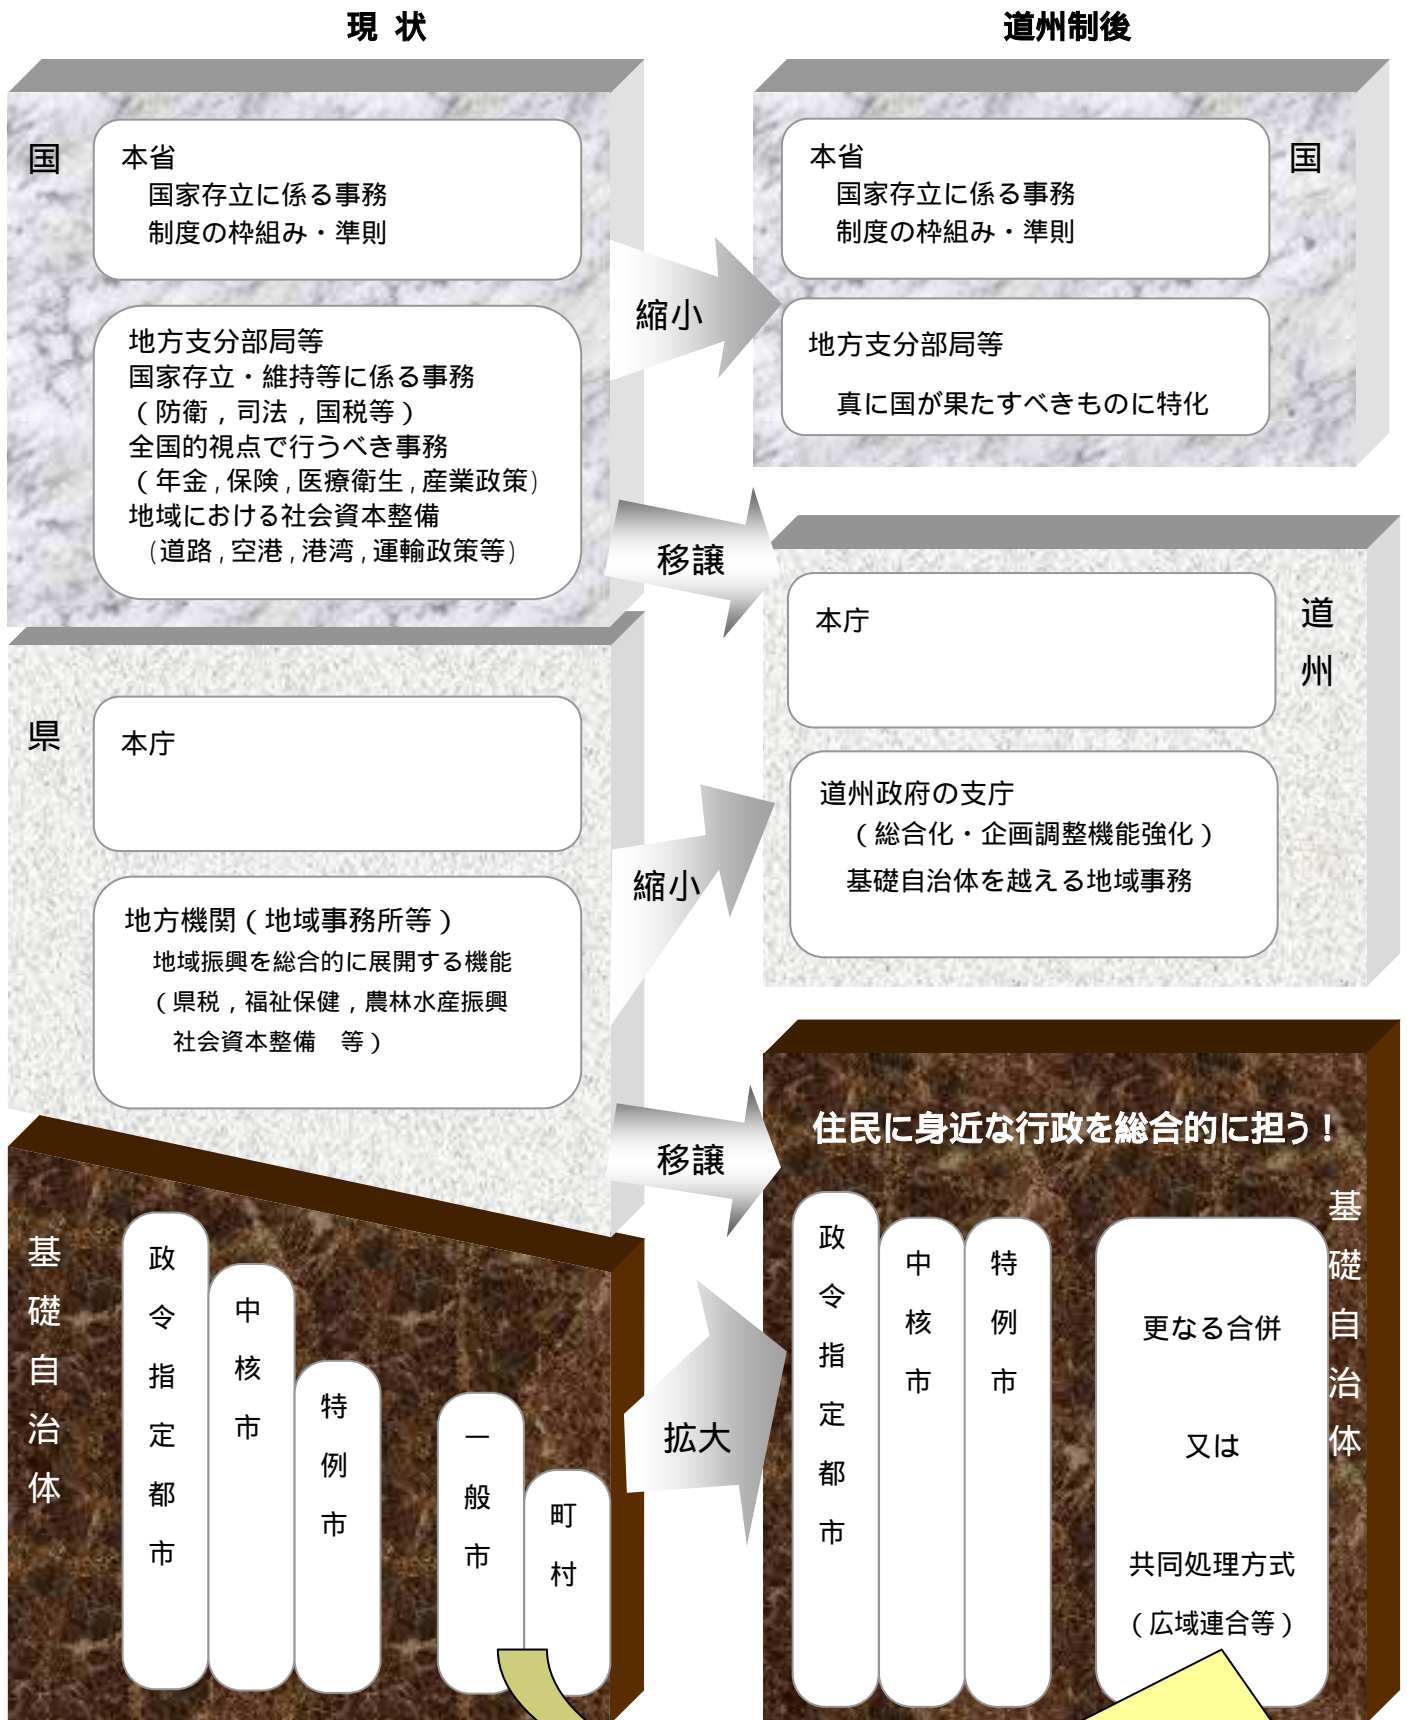 現 状
国
本省
国家存立に係る事務
制度の枠組み・準則
地方支分部局等
国家存立・維持等に係る事務
（防衛，司法，国税等）
全国的視点で行うべき事務
（年金，保険，医療衛生，産業政策）
地域における社会資本整備
（道路，空港，港湾，運輸政策等）
県
本庁
地方機関（地域事務所等）
地域振興を総合的に展開する機能
（県税，福祉保健，農林水産振興
社会資本整備　等）
基礎自治体
政令指定都市
中核市
特例市
一般市
町村
縮小
移譲
縮小
移譲
拡大
道州制後
国
本省
国家存立に係る事務
制度の枠組み・準則
地方支分部局等
真に国が果たすべきものに特化
道州
本庁
道州政府の支庁
（総合化・企画調整機能強化）
基礎自治体を越える地域事務
住民に身近な行政を総合的に担う！
基礎自治体
政令指定都市
中核市
特例市
更なる合併
又は
共同処理方式
（広域連合等）